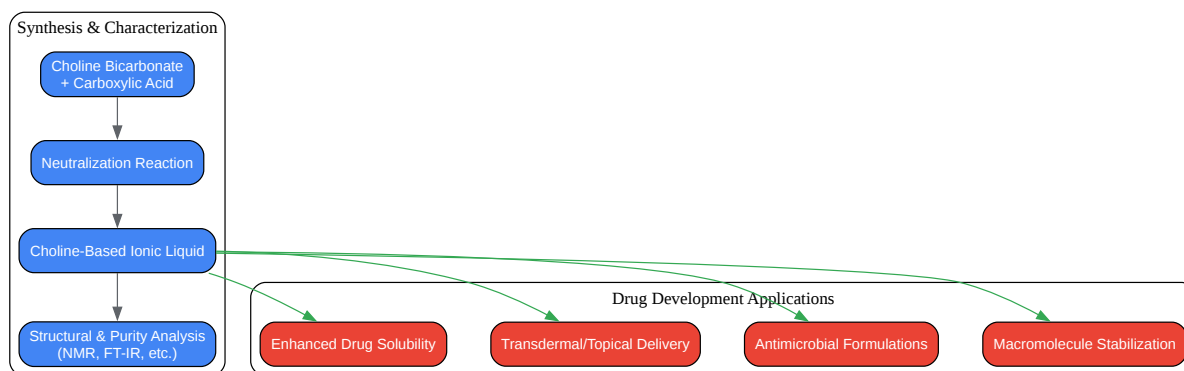 Synthesis & Characterization
Choline Bicarbonate
+ Carboxylic Acid
Neutralization Reaction
Choline-Based Ionic Liquid
Structural & Purity Analysis
(NMR, FT-IR, etc.)
Drug Development Applications
Enhanced Drug Solubility
Transdermal/Topical Delivery
Antimicrobial Formulations
Macromolecule Stabilization